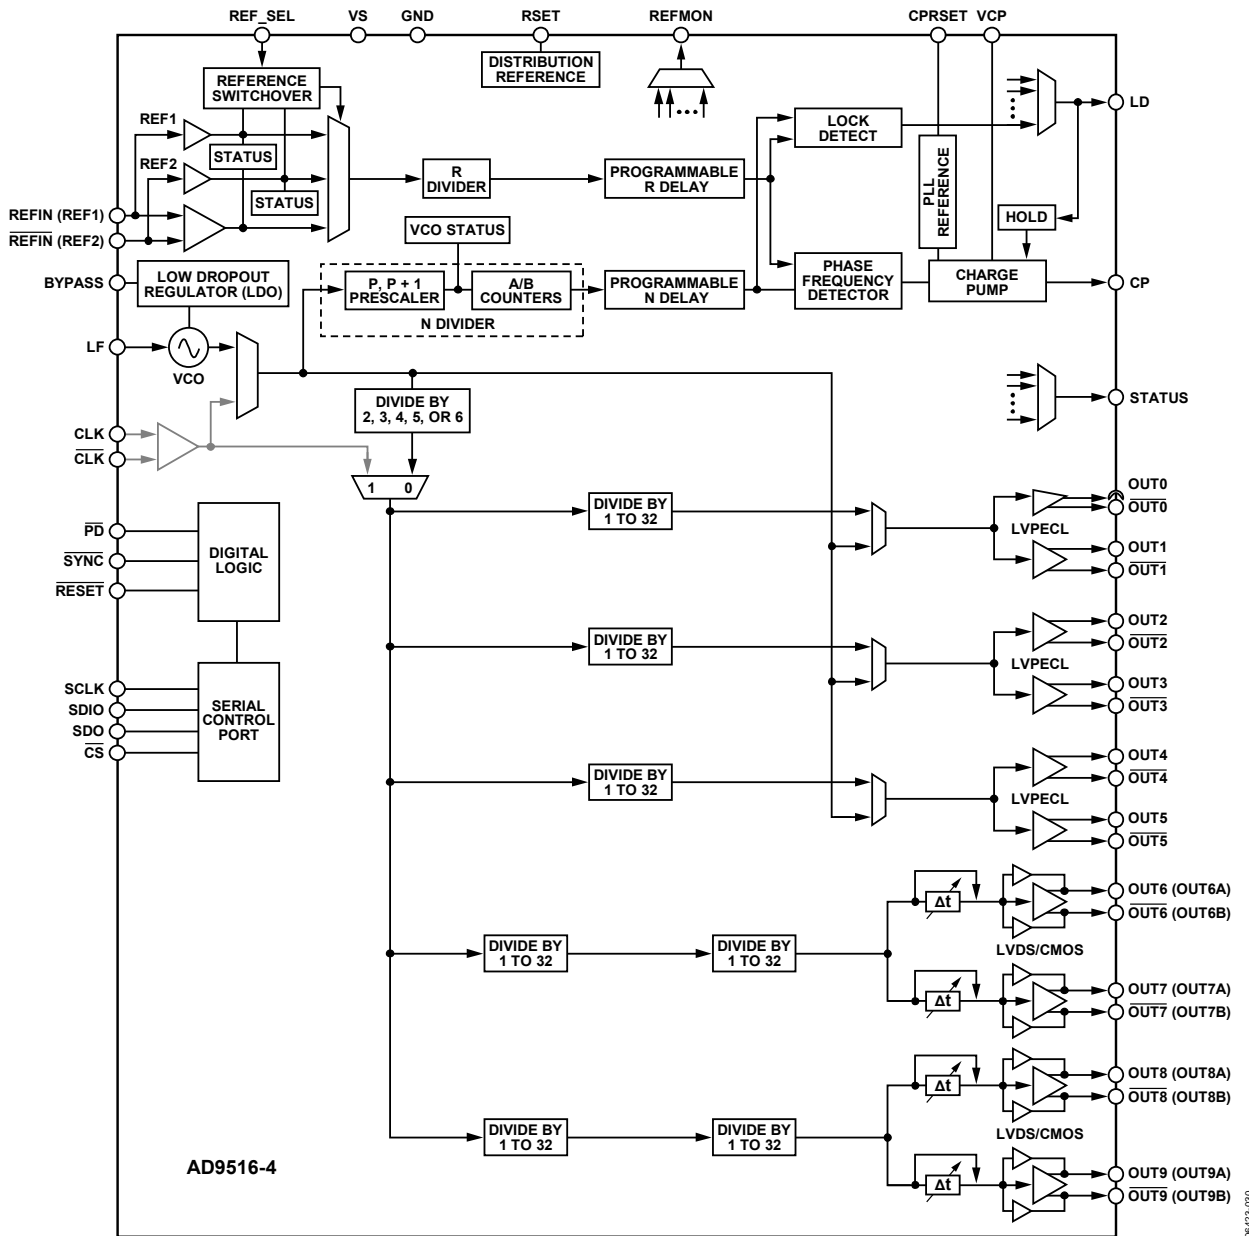 REF_SEL VS GND RSET REFMON CPRSET VCP
DISTRIBUTION
REFERENCE
REFERENCE
SWITCHOVER
REF1
STATUS
REF2
STATUS
REFIN (REF1)
REFIN (REF2)
R
DIVIDER
PROGRAMMABLE
R DELAY
LOCK
DETECT
LD
PLL
REFERENCE
HOLD
VCO STATUS
BYPASS
LOW DROPOUT
REGULATOR (LDO)
P, P + 1
PRESCALER
A/B
COUNTERS
N DIVIDER
PROGRAMMABLE
N DELAY
PHASE
FREQUENCY
DETECTOR
CHARGE
PUMP
CP
LF
VCO
DIVIDE BY
2, 3, 4, 5, OR 6
STATUS
CLK
CLK
1 0
PD
SYNC
RESET
DIGITAL
LOGIC
SCLK
SDIO
SDO
CS
SERIAL
CONTROL
PORT
DIVIDE BY
1 TO 32
LVPECL
OUT0
OUT0
OUT1
OUT1
DIVIDE BY
1 TO 32
LVPECL
OUT2
OUT2
OUT3
OUT3
DIVIDE BY
1 TO 32
LVPECL
OUT4
OUT4
OUT5
OUT5
DIVIDE BY
1 TO 32
DIVIDE BY
1 TO 32
Δt
Δt
LVDS/CMOS
OUT6 (OUT6A)
OUT6 (OUT6B)
OUT7 (OUT7A)
OUT7 (OUT7B)
DIVIDE BY
1 TO 32
DIVIDE BY
1 TO 32
Δt
Δt
LVDS/CMOS
OUT8 (OUT8A)
OUT8 (OUT8B)
OUT9 (OUT9A)
OUT9 (OUT9B)
AD9516-4
06423-030